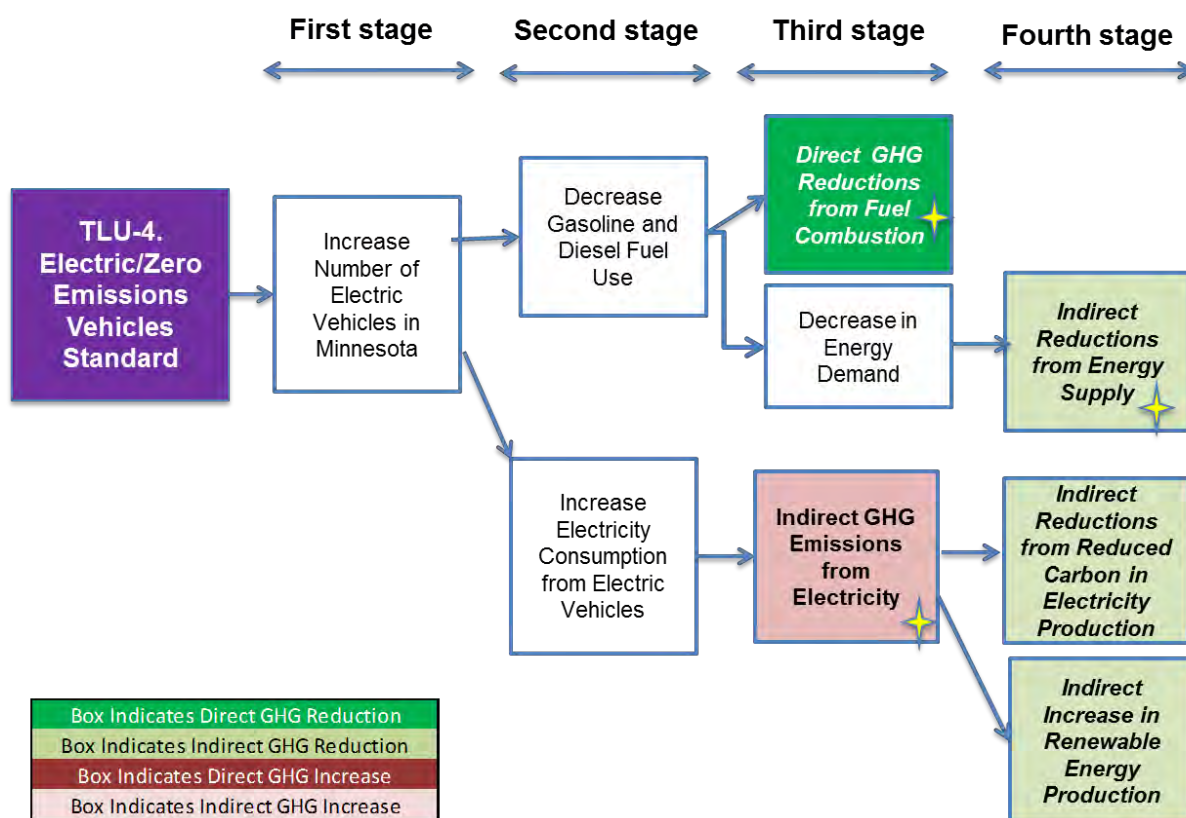 First stage
Second stage
Third stage
Fourth stage
TLU-4.
Electric/Zero
Emissions
Vehicles
Standard
Increase
Number of
Electric
Vehicles in
Minnesota
Decrease
Gasoline and
Diesel Fuel
Use
Direct GHG
Reductions
from Fuel
Combustion
Decrease in
Energy
Demand
Indirect
Reductions
from Energy
Supply
Increase
Electricity
Consumption
from Electric
Vehicles
Indirect GHG
Emissions
from
Electricity
Indirect
Reductions
from Reduced
Carbon in
Electricity
Production
Indirect
Increase in
Renewable
Energy
Production
Box Indicates Direct GHG Reduction
Box Indicates Indirect GHG Reduction
Box Indicates Direct GHG Increase
Box Indicates Indirect GHG Increase